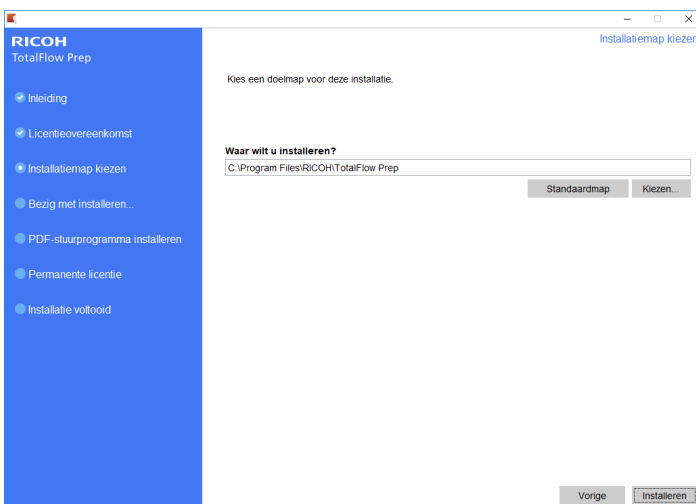 RICOH
TotalFlow Prep
Inleiding
Licentieovereenkomst
Installatiemap kiezen
Bezig met installeren...
PDF-stuurprogramma installeren
Permanente licentie
Installatie voltooid
Installatiemap kiezen
Kies een doelmap voor deze installatie.
Waar wilt u installeren?
C:\Program Files\RICOH\TotalFlow Prep
Standaardmap
Kiezen...
Vorige
Installeren